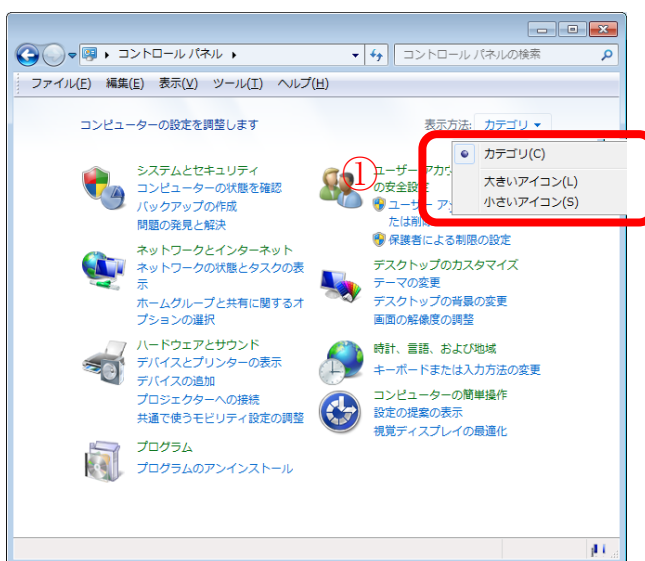 コントロール パネル
コントロール パネルの検索
ファイル(F) 編集(E) 表示(V) ツール(T) ヘルプ(H)
コンピューターの設定を調整します
表示方法: カテゴリ
カテゴリ(C)
大きいアイコン(L)
小さいアイコン(S)
①
システムとセキュリティ
コンピューターの状態を確認
バックアップの作成
問題の発見と解決
ネットワークとインターネット
ネットワークの状態とタスクの表
示
ホームグループと共有に関するオ
プションの選択
ハードウェアとサウンド
デバイスとプリンターの表示
デバイスの追加
プロジェクターへの接続
共通で使うモビリティ設定の調整
プログラム
プログラムのアンインストール
ユーザー アカウ
の安全設定
ユーザー ア
たは削除
保護者による制限の設定
デスクトップのカスタマイズ
テーマの変更
デスクトップの背景の変更
画面の解像度の調整
時計、言語、および地域
キーボードまたは入力方法の変更
コンピューターの簡単操作
設定の提案の表示
視覚ディスプレイの最適化